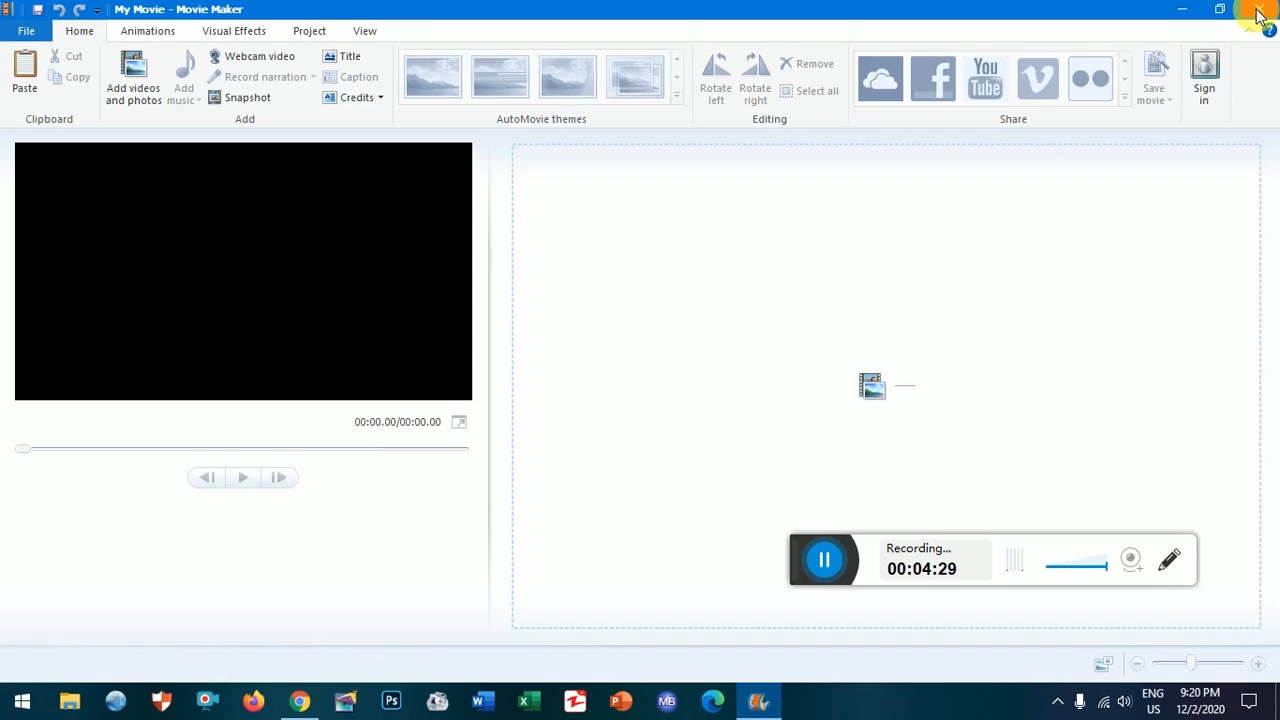 My Movie - Movie Maker
File
Home
Animations
Visual Effects
Project
View
Paste
Cut
Copy
Clipboard
Add videos
and photos
Add
music
Webcam video
Record narration
Snapshot
Title
Caption
Credits
Add
AutoMovie themes
Rotate
left
Rotate
right
Remove
Select all
Editing
You
Tube
Share
Save
movie
Sign
in
00:00.00/00:00.00
Recording...
00:04:29
Ps
MB
ENG
US
9:20 PM
12/2/2020